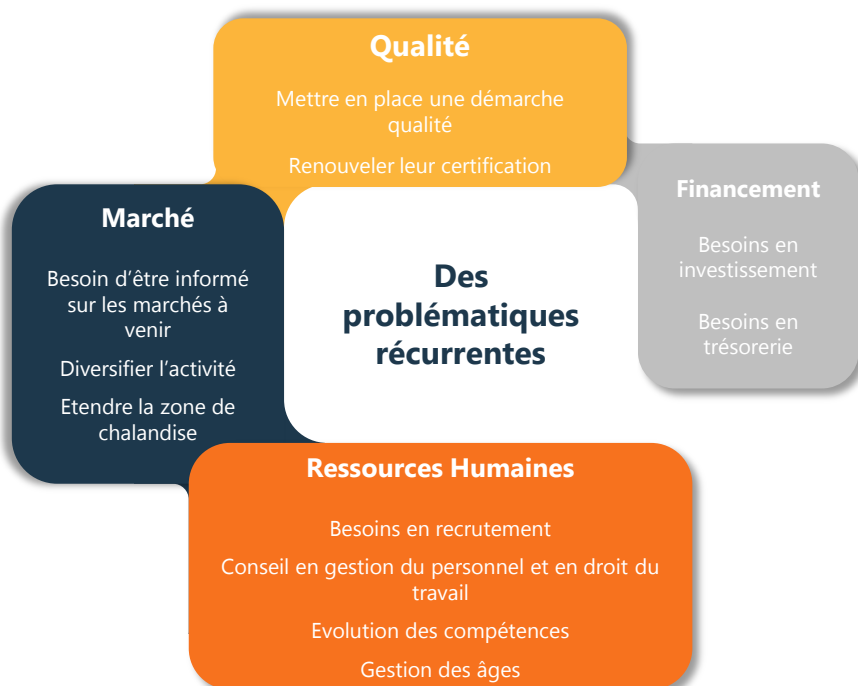 Qualité
Mettre en place une démarche
qualité
Renouveler leur certification
Financement
Besoins en
investissement
Besoins en
trésorerie
Marché
Besoin d’être informé
sur les marchés à
venir
Diversifier l’activité
Etendre la zone de
chalandise
Des
problématiques
récurrentes
Ressources Humaines
Besoins en recrutement
Conseil en gestion du personnel et en droit du
travail
Evolution des compétences
Gestion des âges